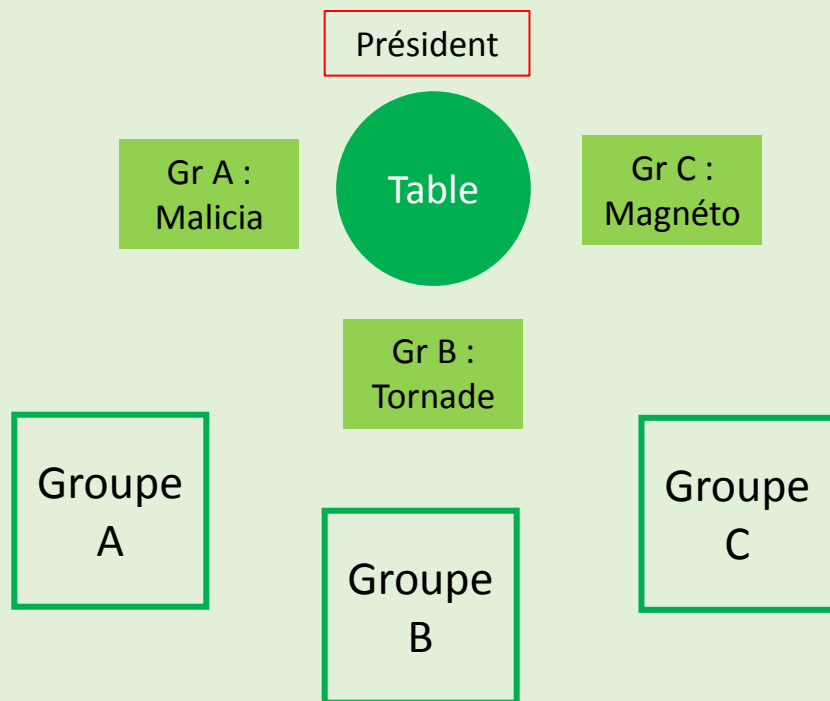 Président
Gr A :
Malicia
Table
Gr C :
Magnéto
Gr B :
Tornade
Groupe
A
Groupe
B
Groupe
C